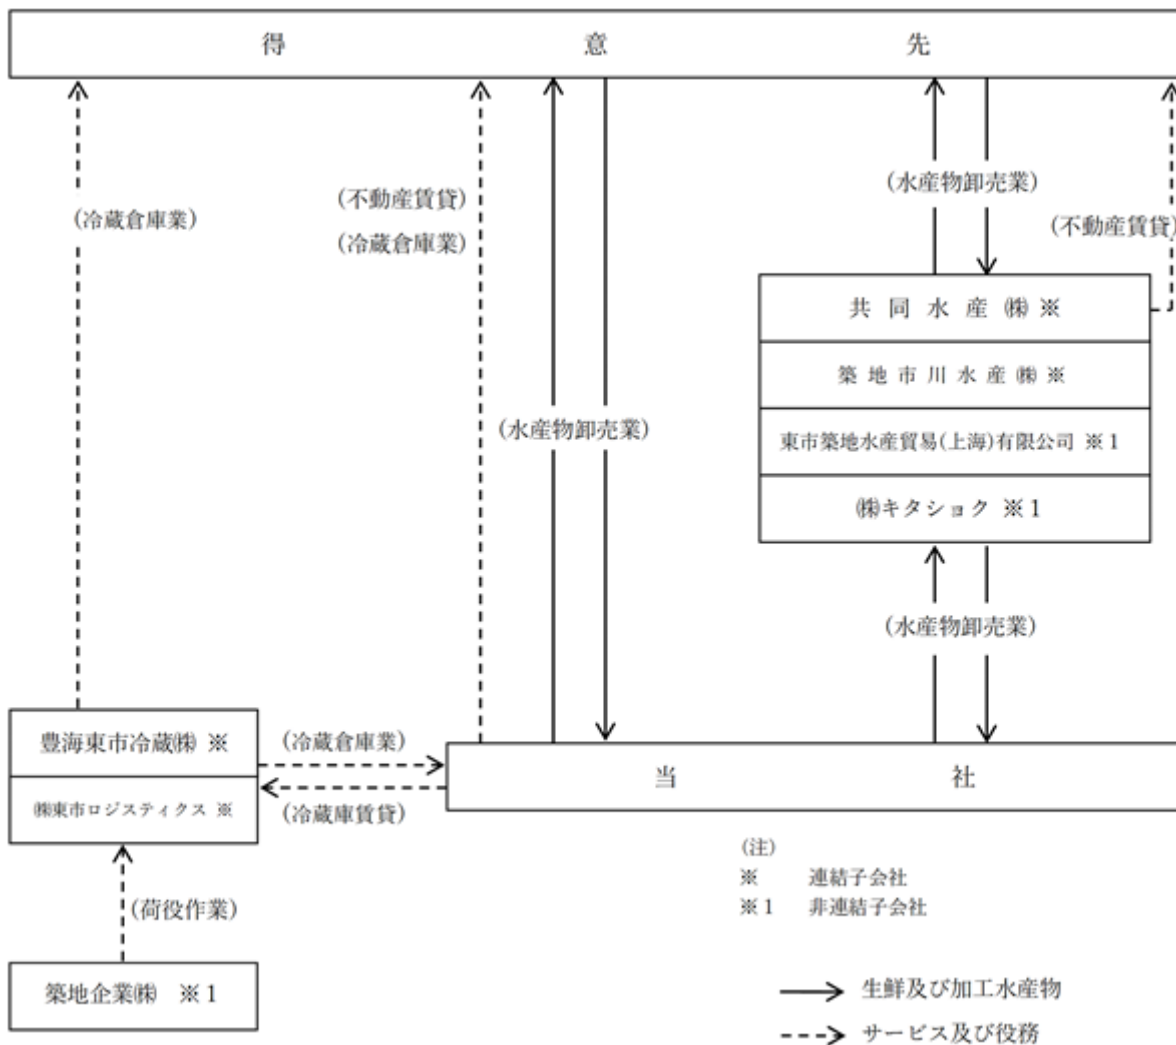 得意先
(冷蔵倉庫業)
(不動産賃貸)
(冷蔵倉庫業)
(水産物卸売業)
(水産物卸売業)
(不動産賃貸)
共同水産㈱ ※
築地市川水産㈱ ※
東市築地水産貿易(上海)有限公司 ※1
㈱キタショク ※1
(水産物卸売業)
豊海東市冷蔵㈱ ※
㈱東市ロジスティクス ※
(冷蔵倉庫業)
(冷蔵庫賃貸)
当社
(荷役作業)
築地企業㈱ ※1
(注)
※ 連結子会社
※1 非連結子会社
生鮮及び加工水産物
サービス及び役務